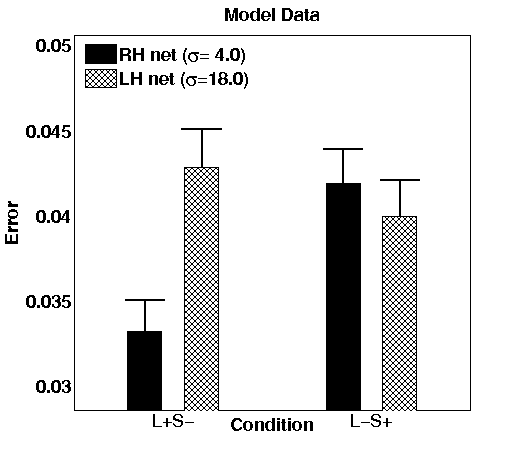 Model Data
0.05
RH net (σ= 4.0)
LH net (σ=18.0)
0.045
0.04
Error
0.035
0.03
L+S−
L−S+
Condition